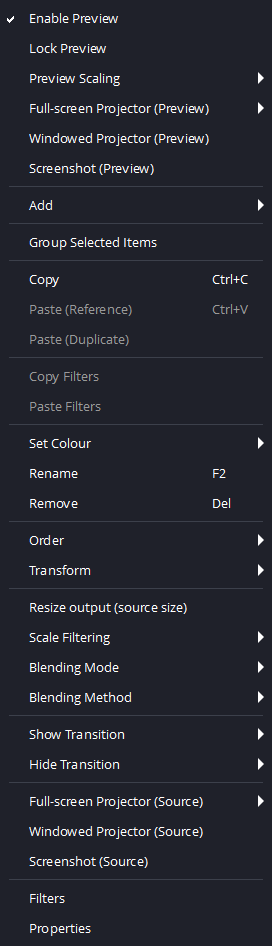 Enable Preview
Lock Preview
Preview Scaling
Full-screen Projector (Preview)
Windowed Projector (Preview)
Screenshot (Preview)
Add
Group Selected Items
Copy Ctrl+C
Paste (Reference) Ctrl+V
Paste (Duplicate)
Copy Filters
Paste Filters
Set Colour
Rename F2
Remove Del
Order
Transform
Resize output (source size)
Scale Filtering
Blending Mode
Blending Method
Show Transition
Hide Transition
Full-screen Projector (Source)
Windowed Projector (Source)
Screenshot (Source)
Filters
Properties